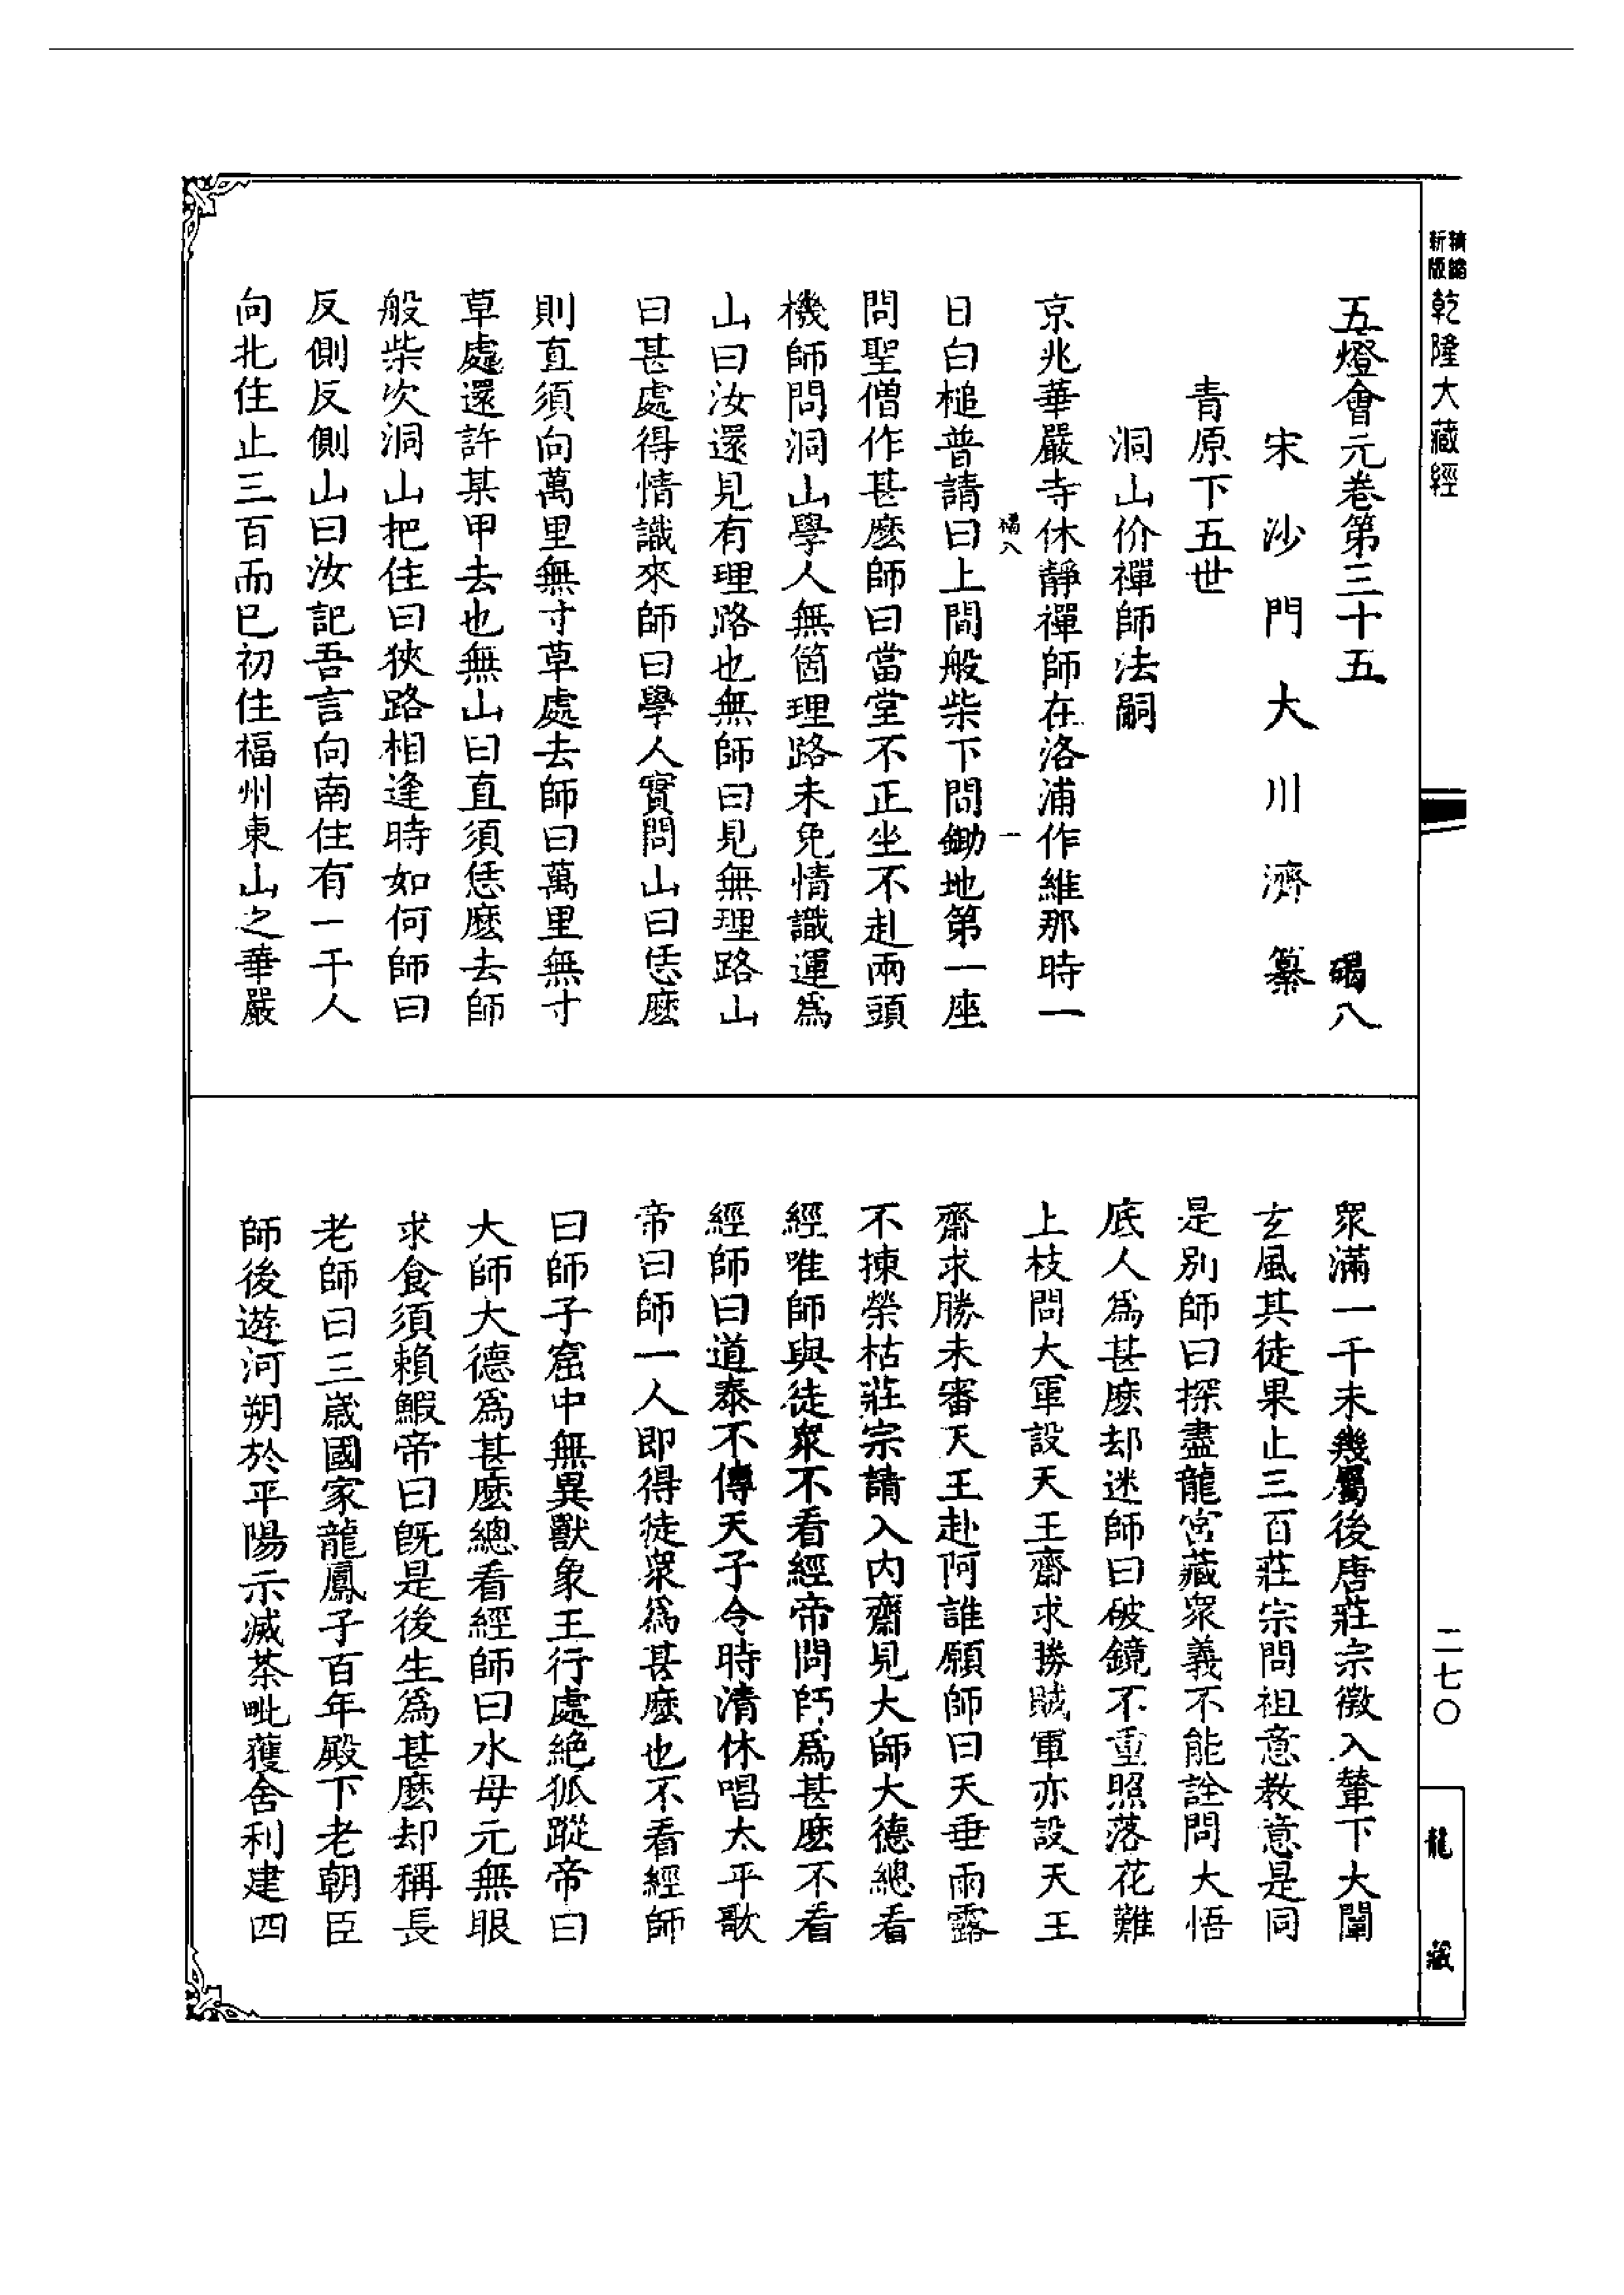 精縮
新版
乾隆大藏經
五燈會元卷第三十五
碣八
宋沙門大川濟纂
青原下五世
洞山价禪師法嗣
京兆華嚴寺休靜禪師在洛浦作維那時一
碣八
一
日白槌普請曰上間般柴下間鋤地第一座
問聖僧作甚麽師曰當堂不正坐不赴兩頭
機師問洞山學人無箇理路未免情識運爲
山曰汝還見有理路也無師曰見無理路山
曰甚處得情識來師曰學人實問山曰恁麽
則直須向萬里無寸草處去師曰萬里無寸
草處還許某甲去也無山曰直須恁麽去師
般柴次洞山把住曰狹路相逢時如何師曰
反側反側山曰汝記吾言向南住有一千人
向北住止三百而已初住福州東山之華嚴
眾滿一千未幾屬後唐莊宗徵入輦下大闡
玄風其徒果止三百莊宗問祖意教意是同
是別師曰探盡龍宮藏眾義不能詮問大悟
底人爲甚麽却迷師曰破鏡不重照落花難
上枝問大軍設天王齋求勝賊軍亦設天王
齋求勝未審天王赴阿誰願師曰天垂雨露
不揀榮枯莊宗請入內齋見大師大德總看
經唯師與徒眾不看經帝問師爲甚麽不看
經師曰道泰不傳天子令時清休唱太平歌
帝曰師一人即得徒眾爲甚麽也不看經師
曰師子窟中無異獸象王行處絕狐蹤帝曰
大師大德爲甚麽總看經師曰水母元無眼
求食須賴鰕帝曰既是後生爲甚麽却稱長
老師曰三歲國家龍鳳子百年殿下老朝臣
師後遊河朔於平陽示滅茶毗獲舍利建四
二七〇
龍藏